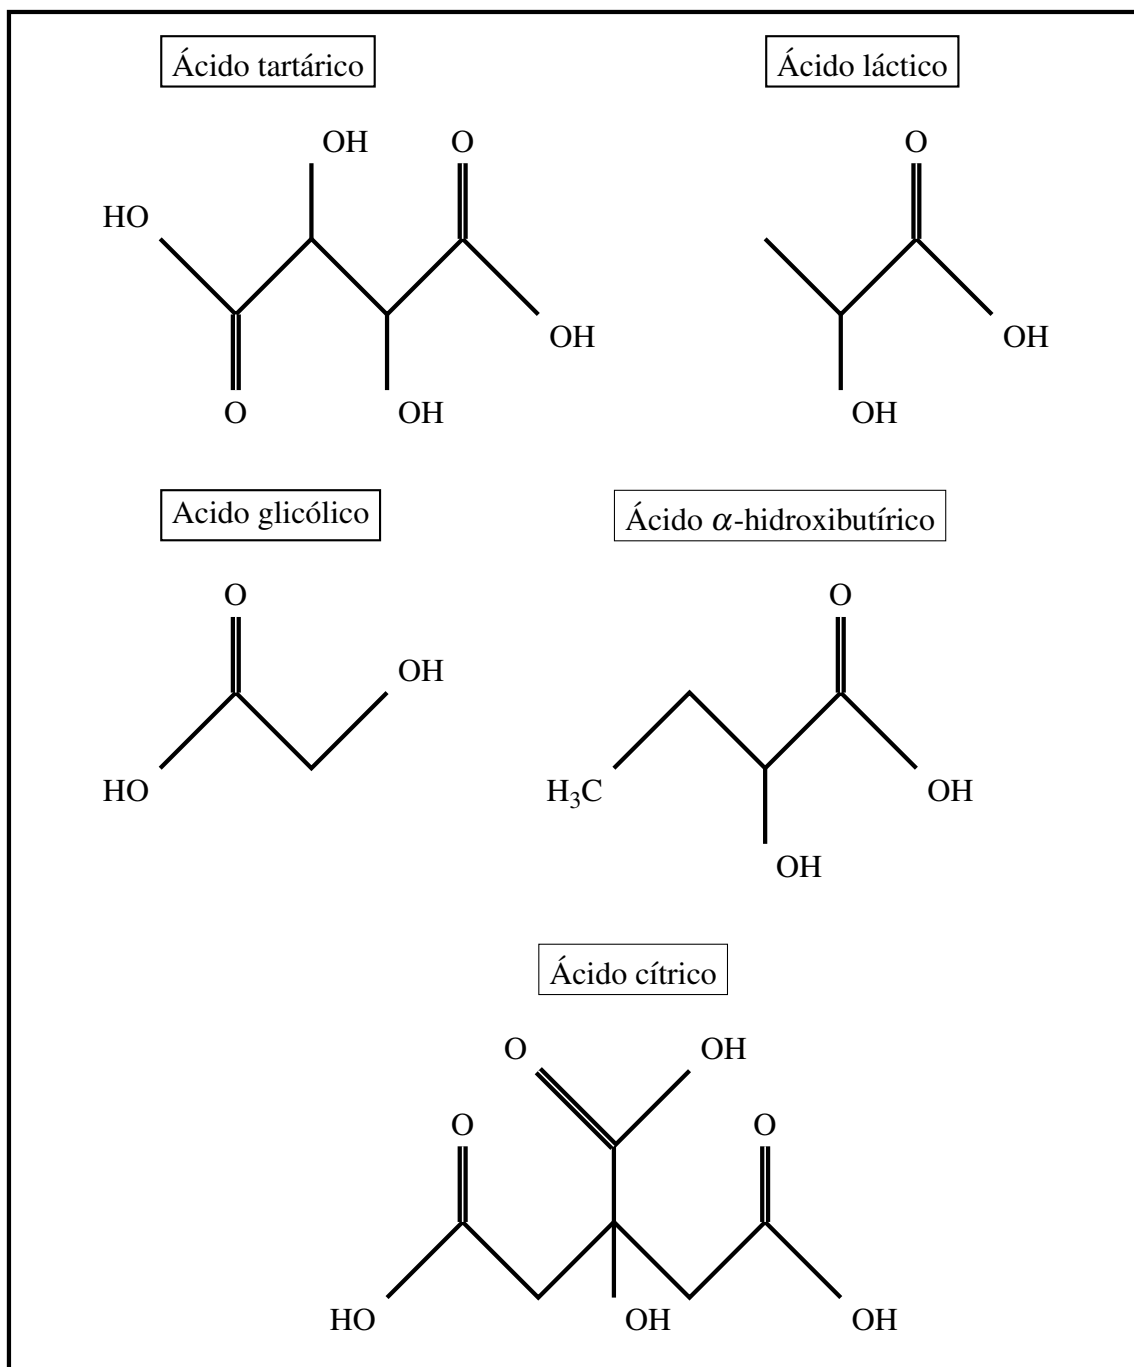 Ácido tartárico
Ácido láctico
OH
O
O
HO
OH
OH
O
OH
OH
Acido glicólico
Ácido α-hidroxibutírico
O
O
OH
HO
H₃C
OH
OH
Ácido cítrico
O
OH
O
O
HO
OH
OH